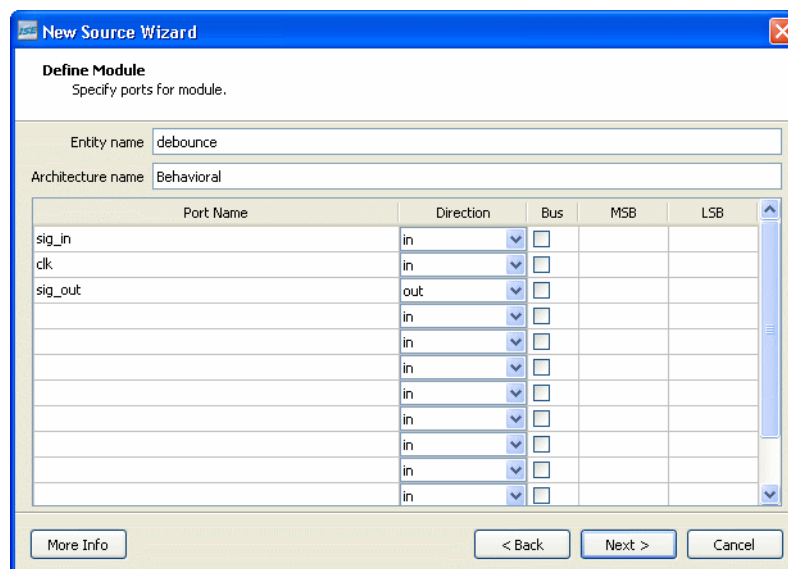 ISE New Source Wizard
Define Module
Specify ports for module.
Entity name debounce
Architecture name Behavioral
Port Name Direction Bus MSB LSB
sig_in in
clk in
sig_out out
in
in
in
in
in
in
in
in
More Info < Back Next > Cancel